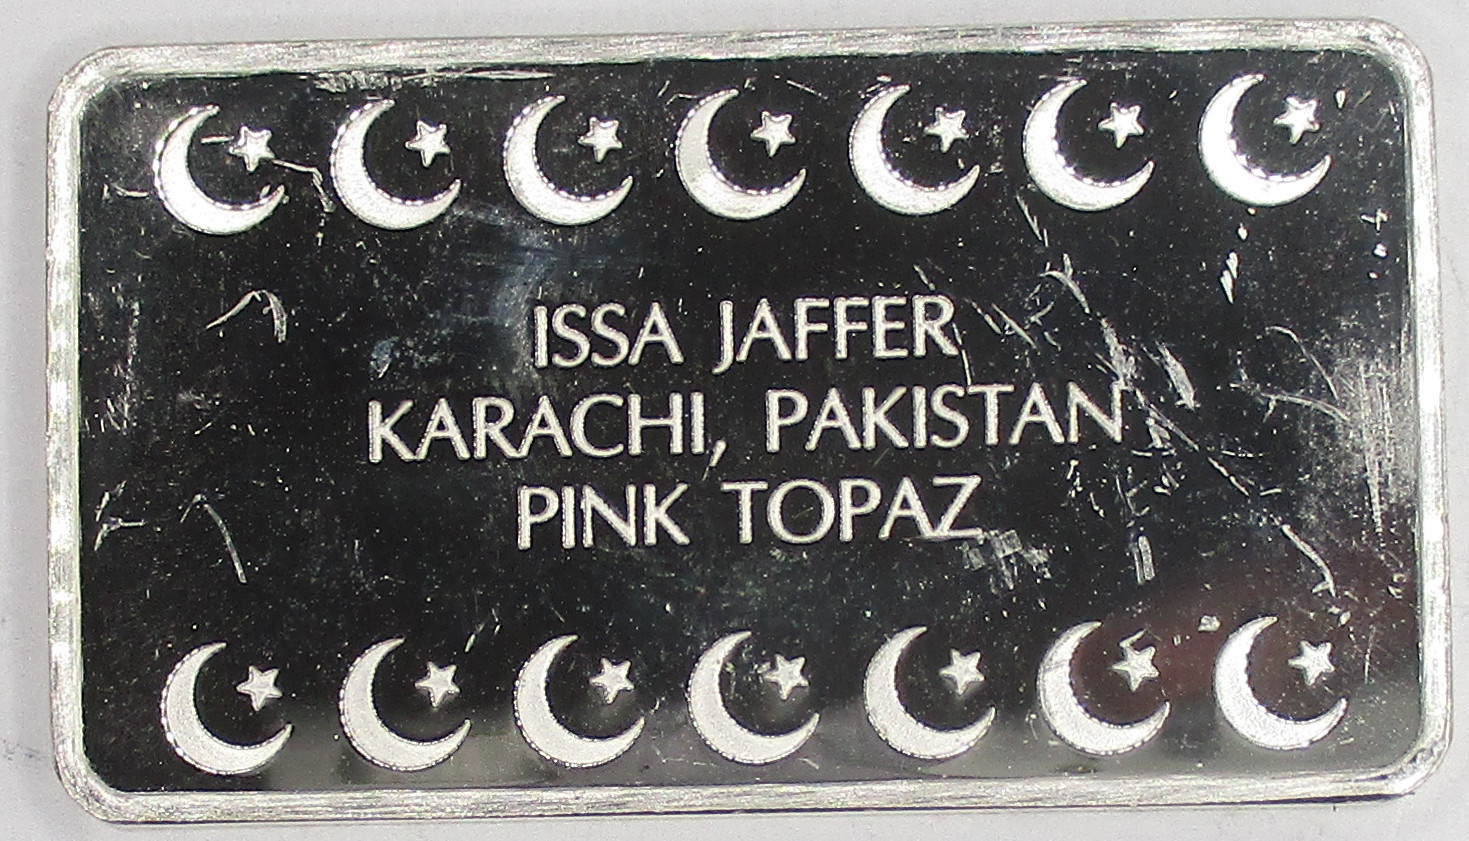 ISSA JAFFER
KARACHI, PAKISTAN
PINK TOPAZ